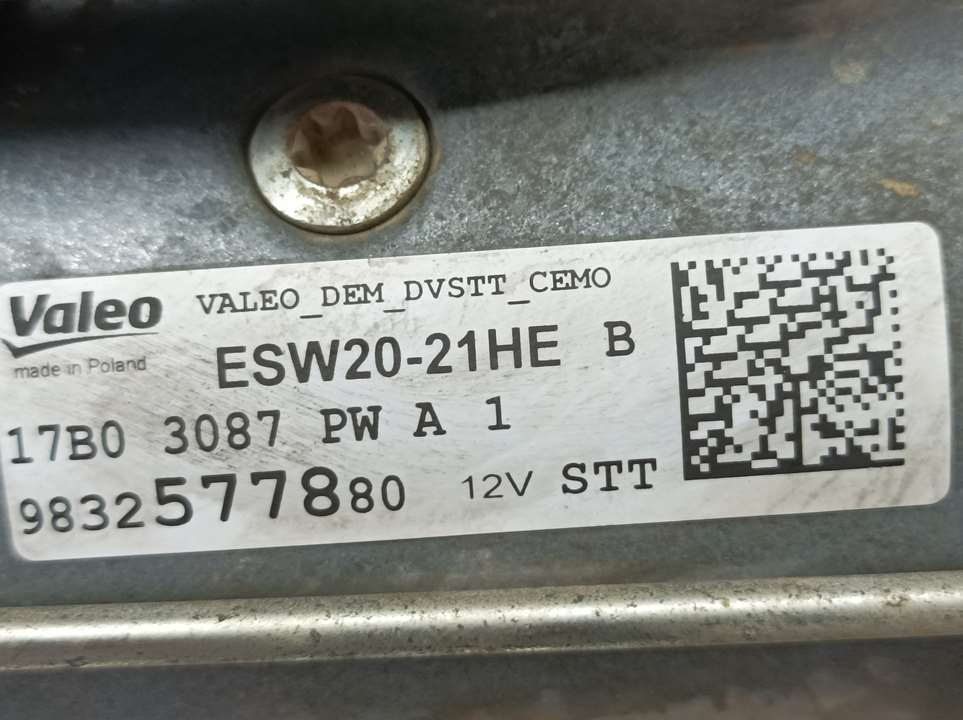 Valeo VALEO_DEM_DVSTT_CEMO
made in Poland ESW20-21HE B
17B0 3087 PW A 1
9832577880 12V STT